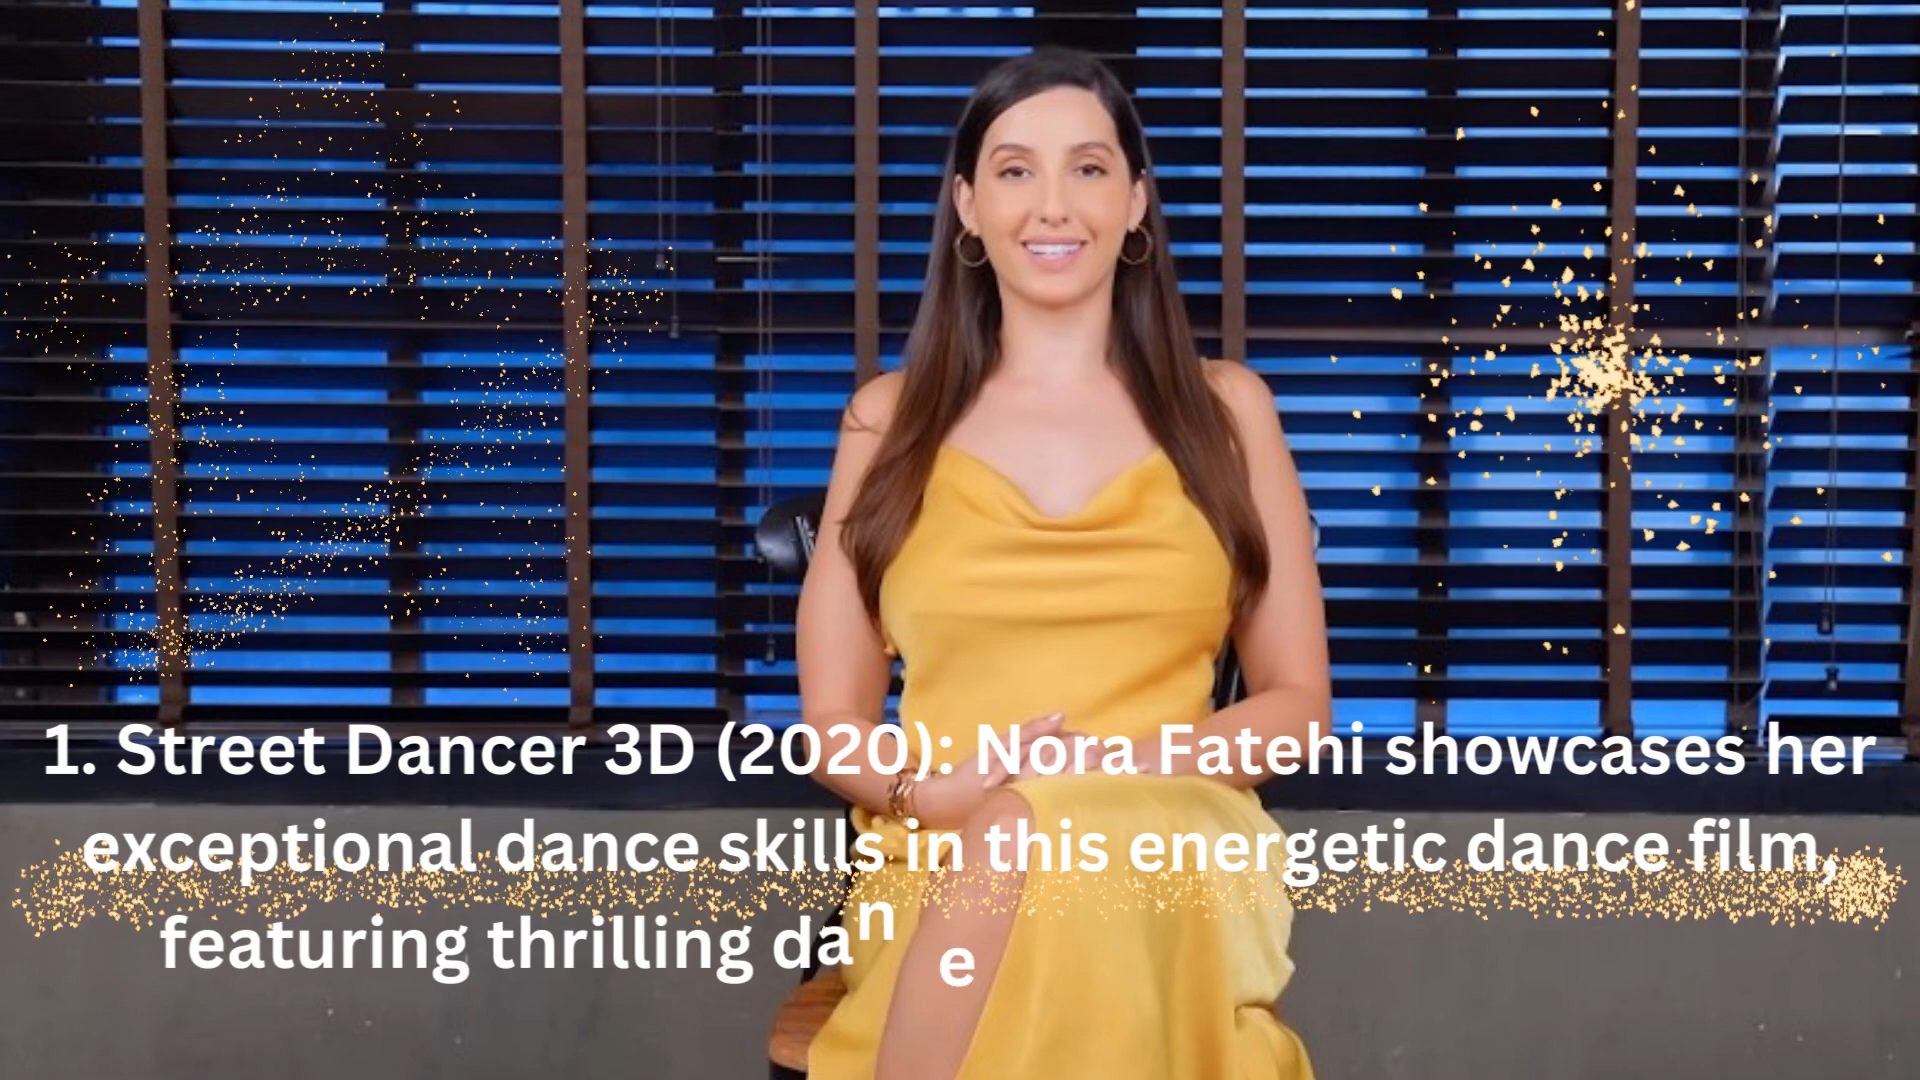 1. Street Dancer 3D (2020): Nora Fatehi showcases her
exceptional dance skills in this energetic dance film,
featuring thrilling dan e